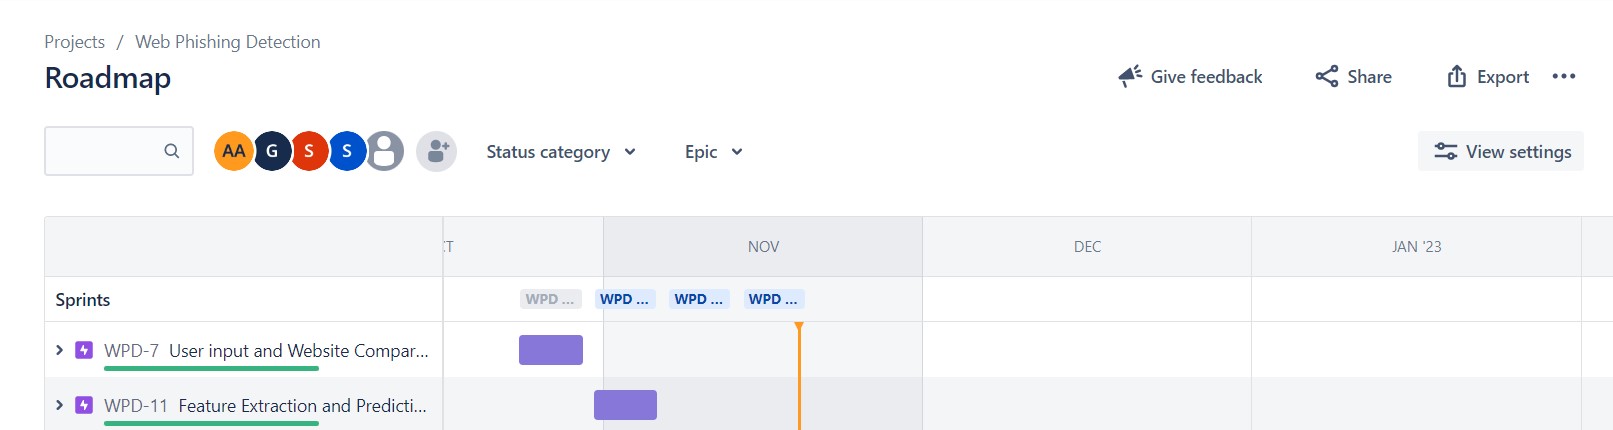 Projects / Web Phishing Detection
Roadmap
Give feedback
Share
Export
AA G S S
Status category
Epic
View settings
NOV
DEC
JAN '23
Sprints
WPD ... WPD ... WPD ... WPD ...
WPD-7 User input and Website Compar...
WPD-11 Feature Extraction and Predicti...